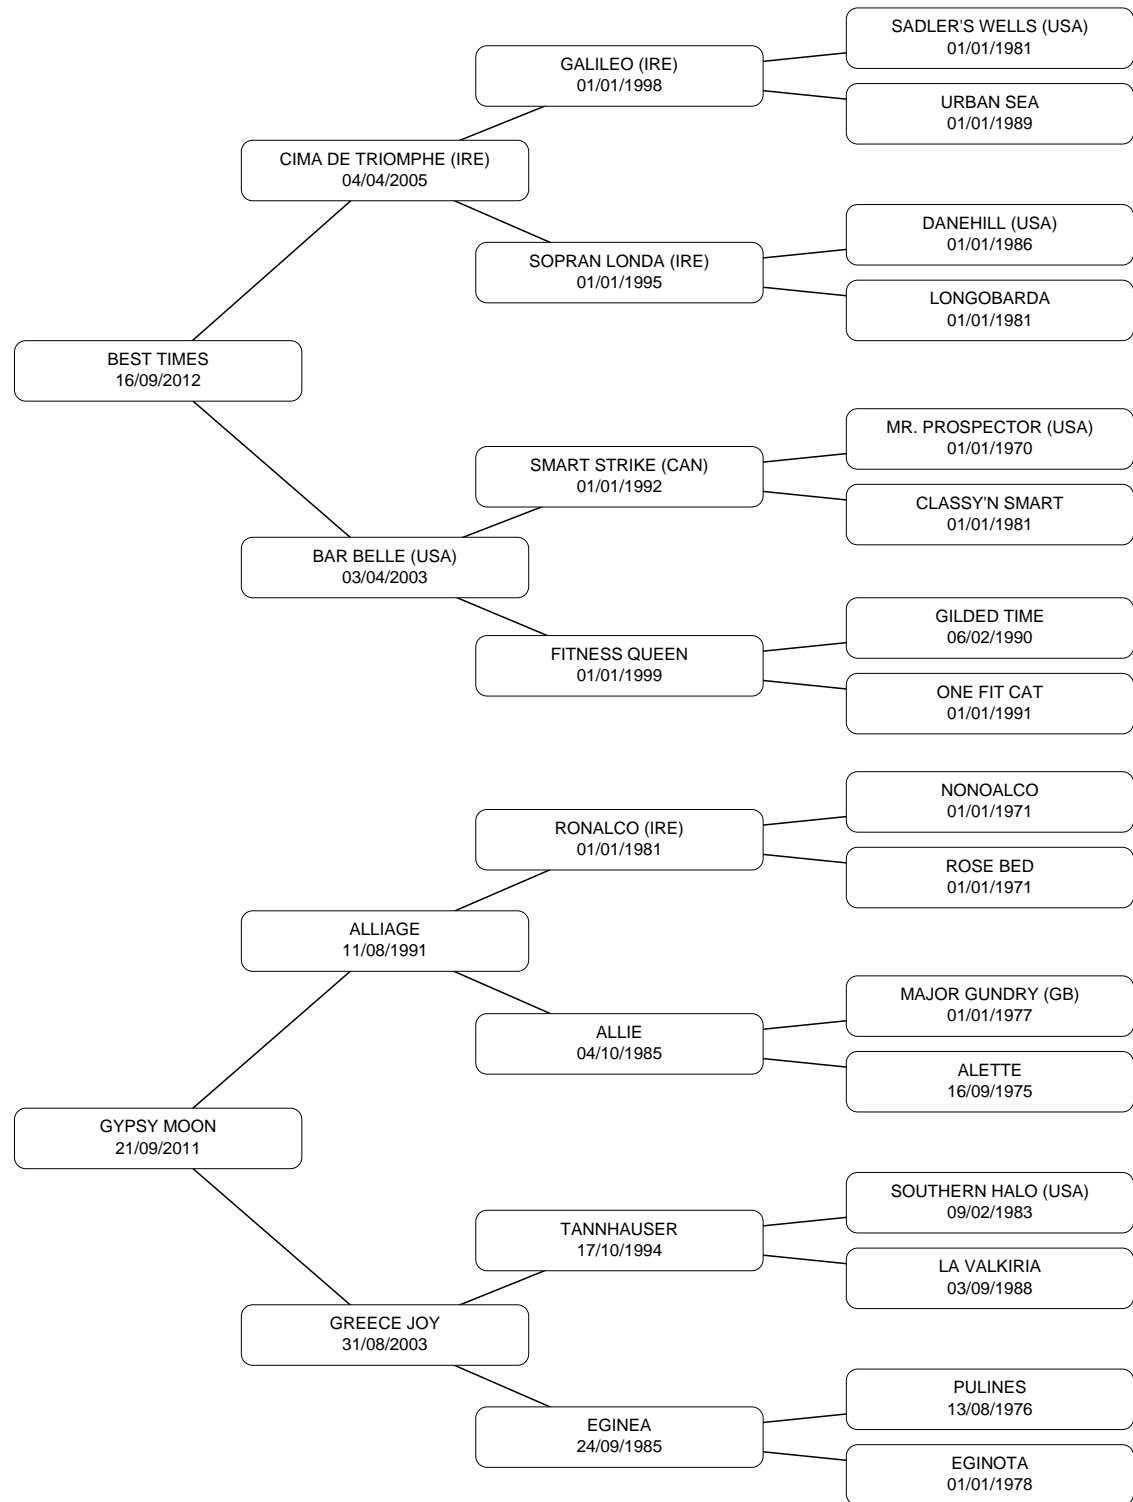 SADLER'S WELLS (USA)
01/01/1981
GALILEO (IRE)
01/01/1998
URBAN SEA
01/01/1989
CIMA DE TRIOMPHE (IRE)
04/04/2005
DANEHILL (USA)
01/01/1986
SOPRAN LONDA (IRE)
01/01/1995
LONGOBARDA
01/01/1981
BEST TIMES
16/09/2012
MR. PROSPECTOR (USA)
01/01/1970
SMART STRIKE (CAN)
01/01/1992
CLASSY'N SMART
01/01/1981
BAR BELLE (USA)
03/04/2003
GILDED TIME
06/02/1990
FITNESS QUEEN
01/01/1999
ONE FIT CAT
01/01/1991
NONOALCO
01/01/1971
RONALCO (IRE)
01/01/1981
ROSE BED
01/01/1971
ALLIAGE
11/08/1991
MAJOR GUNDRY (GB)
01/01/1977
ALLIE
04/10/1985
ALETTE
16/09/1975
GYPSY MOON
21/09/2011
SOUTHERN HALO (USA)
09/02/1983
TANNHAUSER
17/10/1994
LA VALKIRIA
03/09/1988
GREECE JOY
31/08/2003
PULINES
13/08/1976
EGINEA
24/09/1985
EGINOTA
01/01/1978